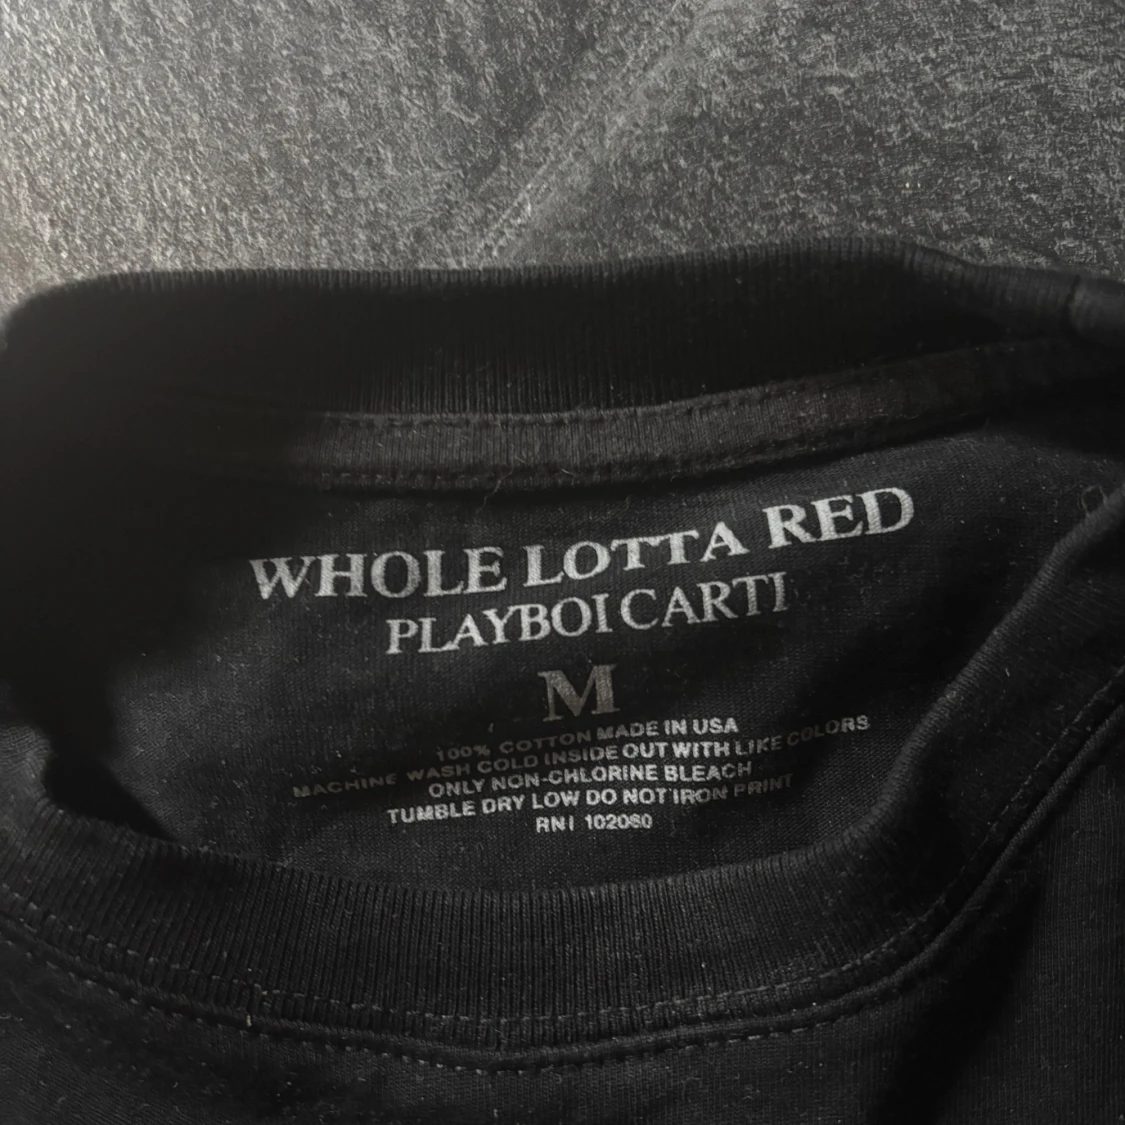 WHOLE LOTTA RED
PLAYBOI CARTI
M
100% COTTON MADE IN USA
MACHINE WASH COLD INSIDE OUT WITH LIKE COLORS
ONLY NON-CHLORINE BLEACH
TUMBLE DRY LOW DO NOT IRON PRINT
RN| 102060